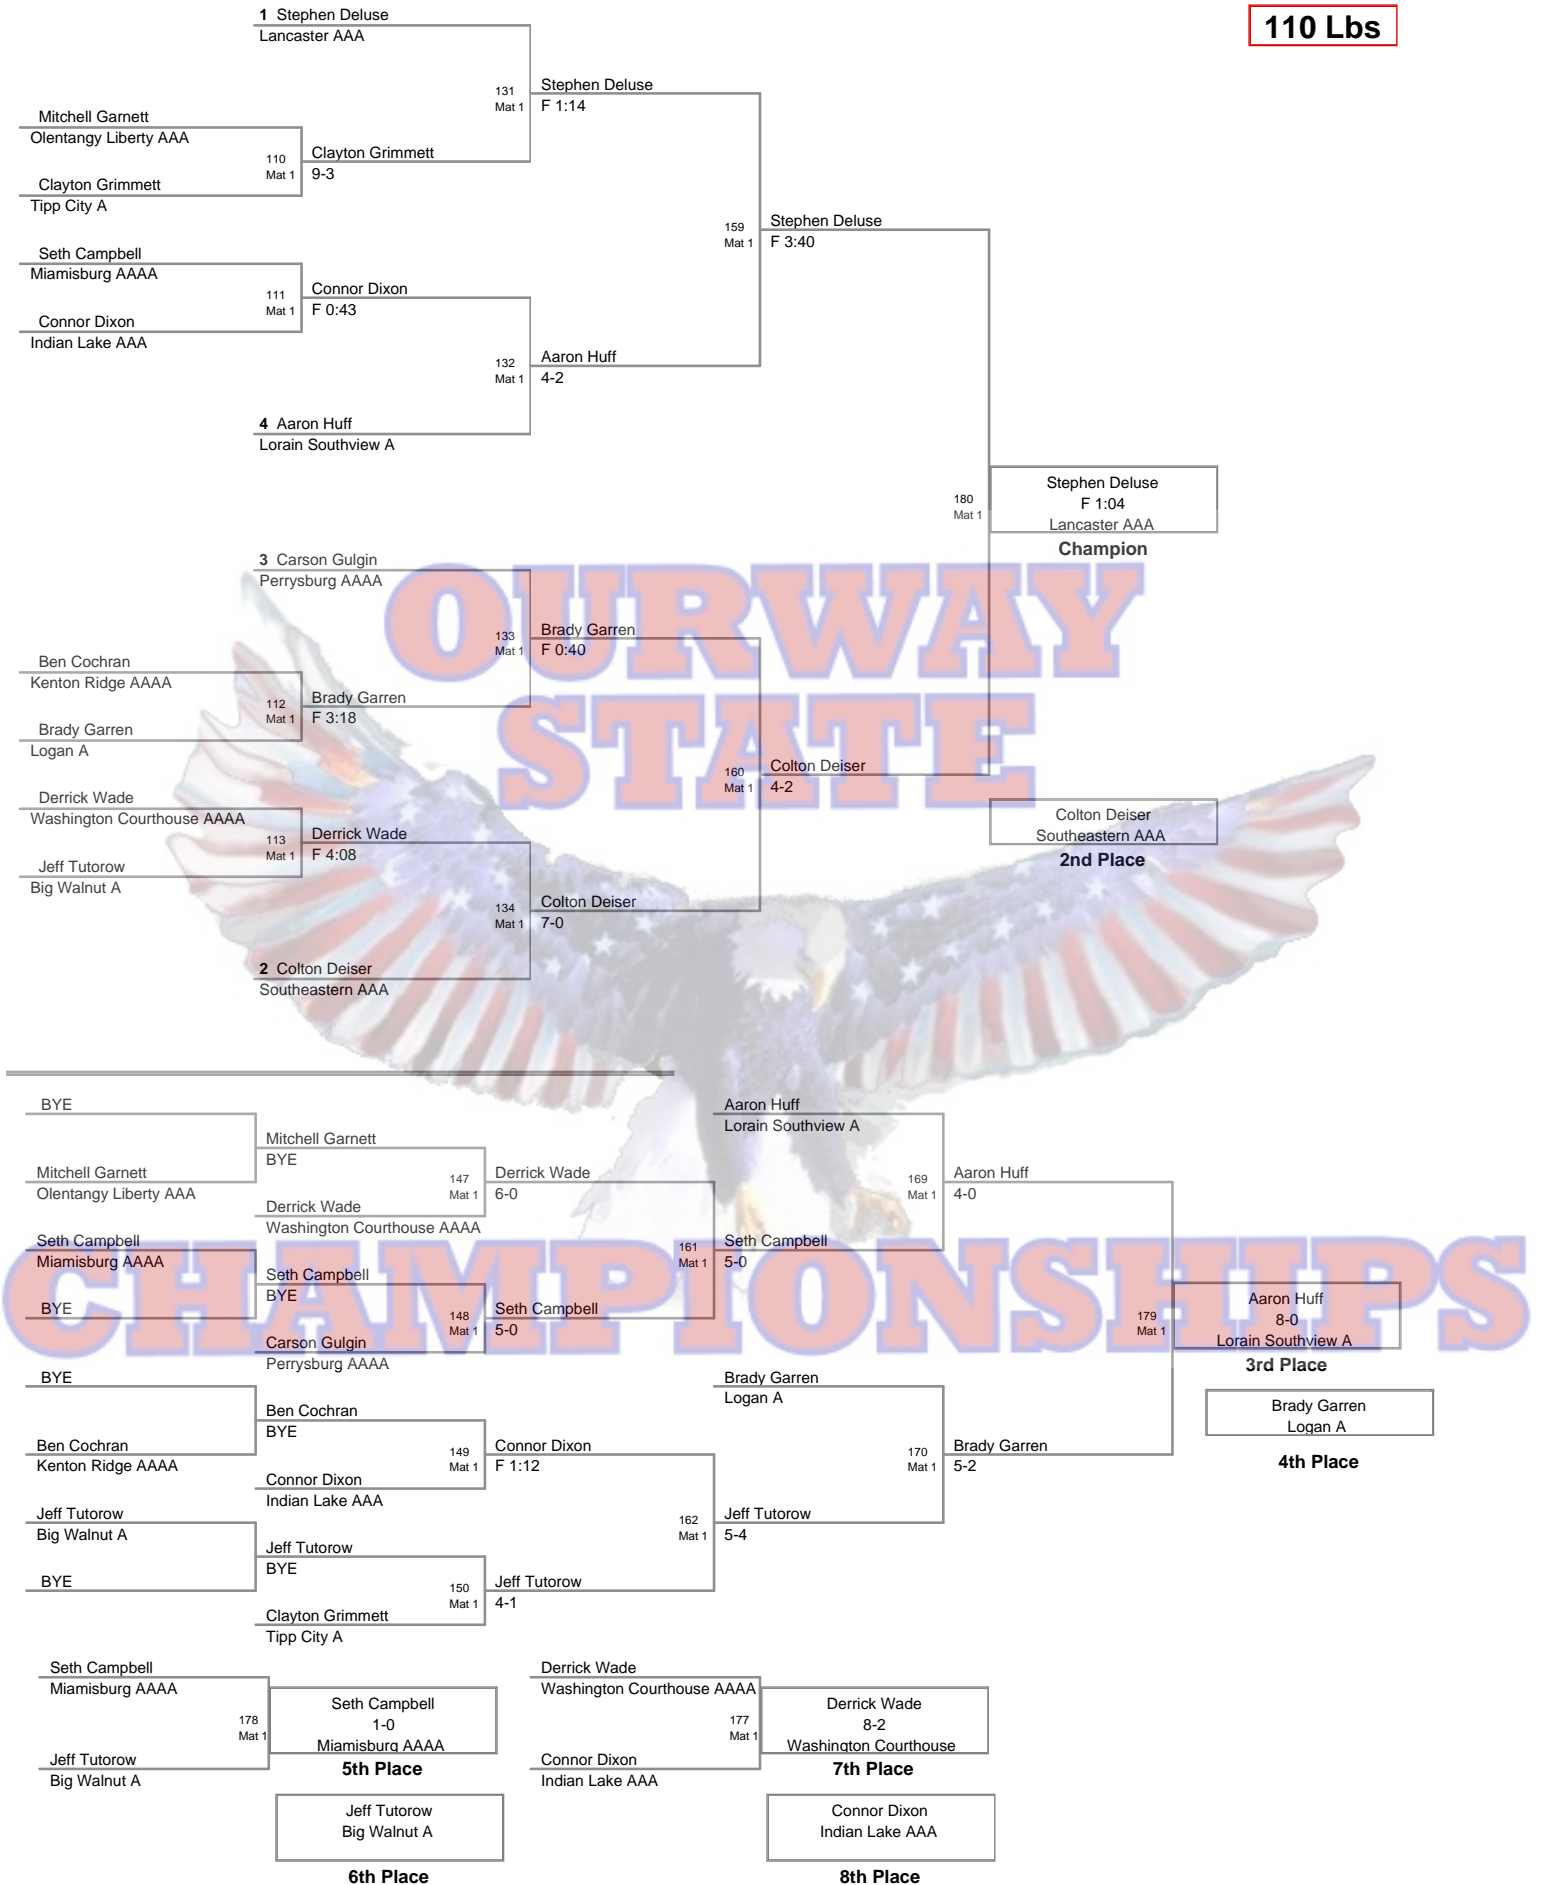 110 Lbs
1 Stephen Deluse
Lancaster AAA
131
Mat 1
Stephen Deluse
F 1:14
Mitchell Garnett
Olentangy Liberty AAA
110
Mat 1
Clayton Grimmett
9-3
Clayton Grimmett
Tipp City A
159
Mat 1
Stephen Deluse
F 3:40
Seth Campbell
Miamisburg AAAA
111
Mat 1
Connor Dixon
F 0:43
Connor Dixon
Indian Lake AAA
132
Mat 1
Aaron Huff
4-2
4 Aaron Huff
Lorain Southview A
180
Mat 1
Stephen Deluse
F 1:04
Lancaster AAA
Champion
OURWAY
STATE
CHAMPIONSHIPS
3 Carson Gulgin
Perrysburg AAAA
133
Mat 1
Brady Garren
F 0:40
Ben Cochran
Kenton Ridge AAAA
112
Mat 1
Brady Garren
F 3:18
Brady Garren
Logan A
160
Mat 1
Colton Deiser
4-2
Derrick Wade
Washington Courthouse AAAA
113
Mat 1
Derrick Wade
F 4:08
Jeff Tutorow
Big Walnut A
Colton Deiser
Southeastern AAA
2nd Place
134
Mat 1
Colton Deiser
7-0
2 Colton Deiser
Southeastern AAA
BYE
Mitchell Garnett
BYE
Mitchell Garnett
Olentangy Liberty AAA
147
Mat 1
Derrick Wade
6-0
Derrick Wade
Washington Courthouse AAAA
Aaron Huff
Lorain Southview A
169
Mat 1
Aaron Huff
4-0
Seth Campbell
Miamisburg AAAA
161
Mat 1
Seth Campbell
5-0
Seth Campbell
BYE
BYE
148
Mat 1
Seth Campbell
5-0
Carson Gulgin
Perrysburg AAAA
179
Mat 1
Aaron Huff
8-0
Lorain Southview A
3rd Place
BYE
Ben Cochran
BYE
Ben Cochran
Kenton Ridge AAAA
149
Mat 1
Connor Dixon
F 1:12
Connor Dixon
Indian Lake AAA
Brady Garren
Logan A
170
Mat 1
Brady Garren
5-2
Brady Garren
Logan A
4th Place
Jeff Tutorow
Big Walnut A
162
Mat 1
Jeff Tutorow
5-4
Jeff Tutorow
BYE
BYE
150
Mat 1
Jeff Tutorow
4-1
Clayton Grimmett
Tipp City A
Seth Campbell
Miamisburg AAAA
178
Mat 1
Seth Campbell
1-0
Miamisburg AAAA
5th Place
Jeff Tutorow
Big Walnut A
Jeff Tutorow
Big Walnut A
6th Place
Derrick Wade
Washington Courthouse AAAA
177
Mat 1
Derrick Wade
8-2
Washington Courthouse
7th Place
Connor Dixon
Indian Lake AAA
Connor Dixon
Indian Lake AAA
8th Place